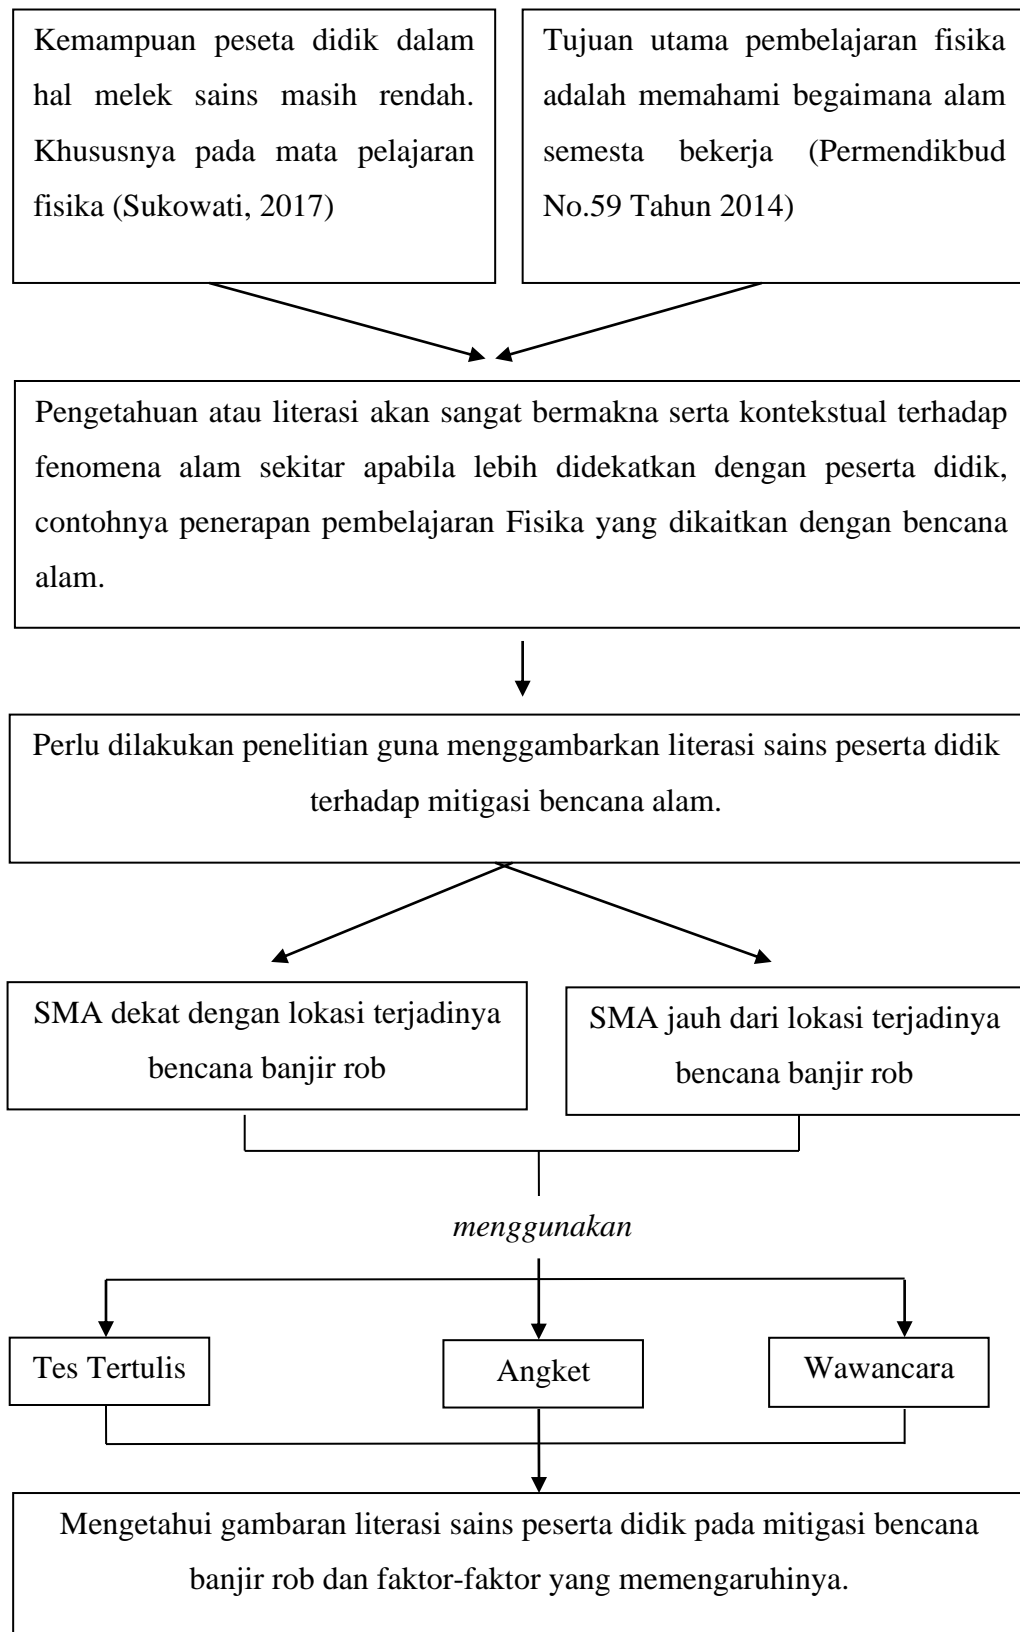 Kemampuan peseta didik dalam
hal melek sains masih rendah.
Khususnya pada mata pelajaran
fisika (Sukowati, 2017)
Tujuan utama pembelajaran fisika
adalah memahami begaimana alam
semesta bekerja (Permendikbud
No.59 Tahun 2014)
Pengetahuan atau literasi akan sangat bermakna serta kontekstual terhadap
fenomena alam sekitar apabila lebih didekatkan dengan peserta didik,
contohnya penerapan pembelajaran Fisika yang dikaitkan dengan bencana
alam.
Perlu dilakukan penelitian guna menggambarkan literasi sains peserta didik
terhadap mitigasi bencana alam.
SMA dekat dengan lokasi terjadinya
bencana banjir rob
SMA jauh dari lokasi terjadinya
bencana banjir rob
menggunakan
Tes Tertulis
Angket
Wawancara
Mengetahui gambaran literasi sains peserta didik pada mitigasi bencana
banjir rob dan faktor-faktor yang memengaruhinya.